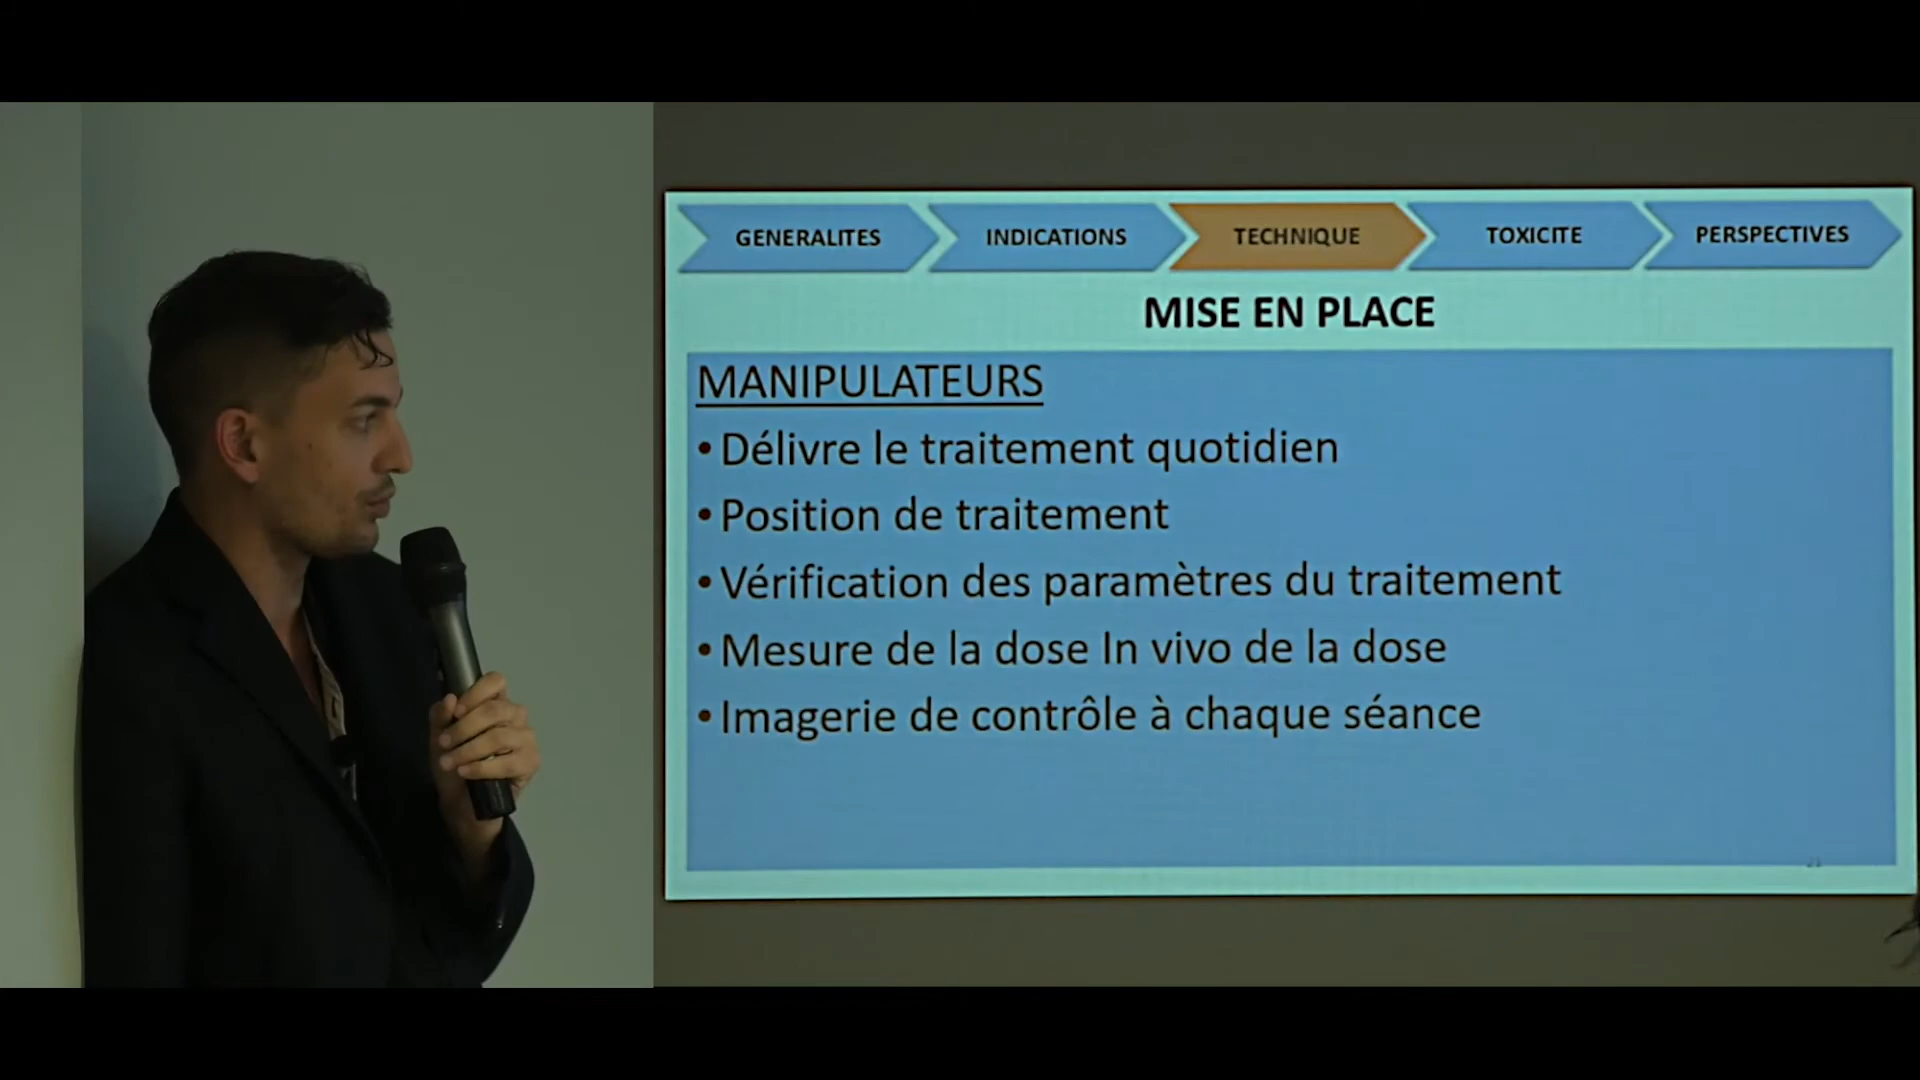 GENERALITES
INDICATIONS
TECHNIQUE
TOXICITE
PERSPECTIVES
MISE EN PLACE
MANIPULATEURS
•Délivre le traitement quotidien
•Position de traitement
•Vérification des paramètres du traitement
•Mesure de la dose In vivo de la dose
•Imagerie de contrôle à chaque séance